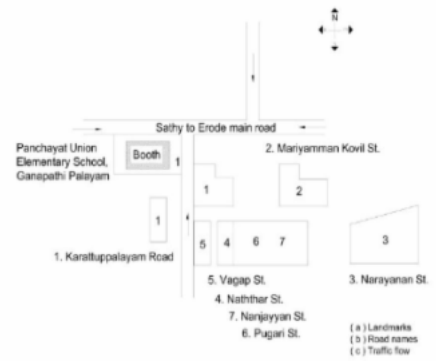 N
Sathy to Erode main road
Panchayat Union
Elementary School,
Ganapathi Palayam
Booth
1
2. Mariyamman Kovil St.
1
2
1
5
4
6
7
3
1. Karattuppalayam Road
5. Vagap St.
3. Narayanan St.
4. Naththar St.
7. Nanjayyan St.
6. Pugari St.
( a ) Landmarks
( b ) Road names
( c ) Traffic flow